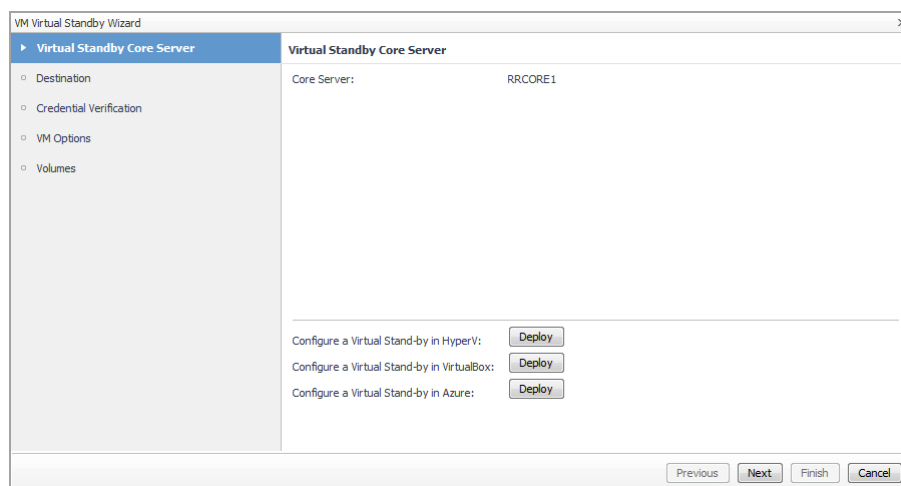 VM Virtual Standby Wizard
Virtual Standby Core Server
Destination
Credential Verification
VM Options
Volumes
Virtual Standby Core Server
Core Server: RRCORE1
Configure a Virtual Stand-by in HyperV: Deploy
Configure a Virtual Stand-by in VirtualBox: Deploy
Configure a Virtual Stand-by in Azure: Deploy
Previous Next Finish Cancel